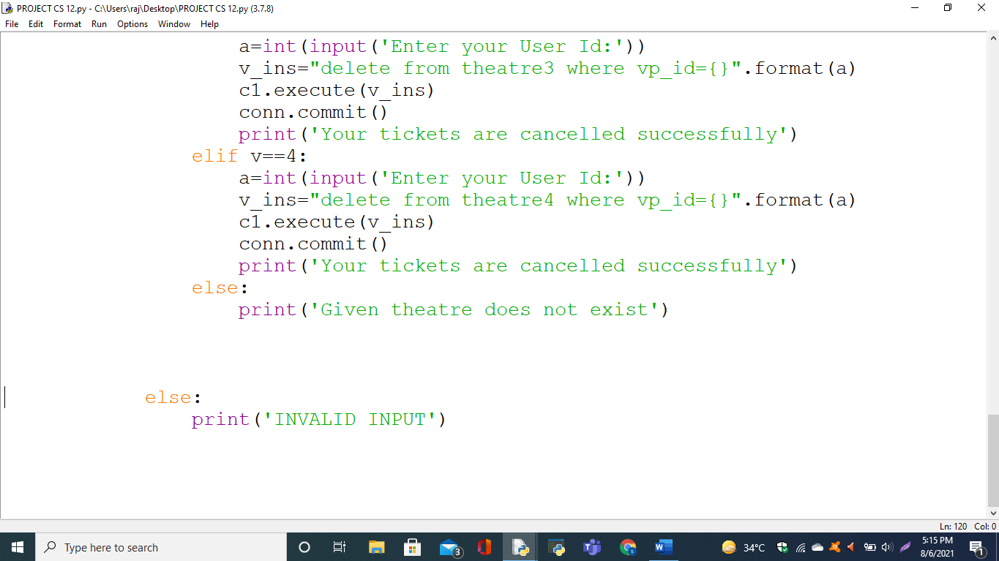 PROJECT CS 12.py - C:\Users\raj\Desktop\PROJECT CS 12.py (3.7.8)
File Edit Format Run Options Window Help
a=int(input('Enter your User Id:'))
v_ins="delete from theatre3 where vp_id={}".format(a)
c1.execute(v_ins)
conn.commit()
print('Your tickets are cancelled successfully')
elif v==4:
a=int(input('Enter your User Id:'))
v_ins="delete from theatre4 where vp_id={}".format(a)
c1.execute(v_ins)
conn.commit()
print('Your tickets are cancelled successfully')
else:
print('Given theatre does not exist')
else:
print('INVALID INPUT')
Ln: 120 Col: 0
Type here to search
3
34°C
5:15 PM
8/6/2021
1